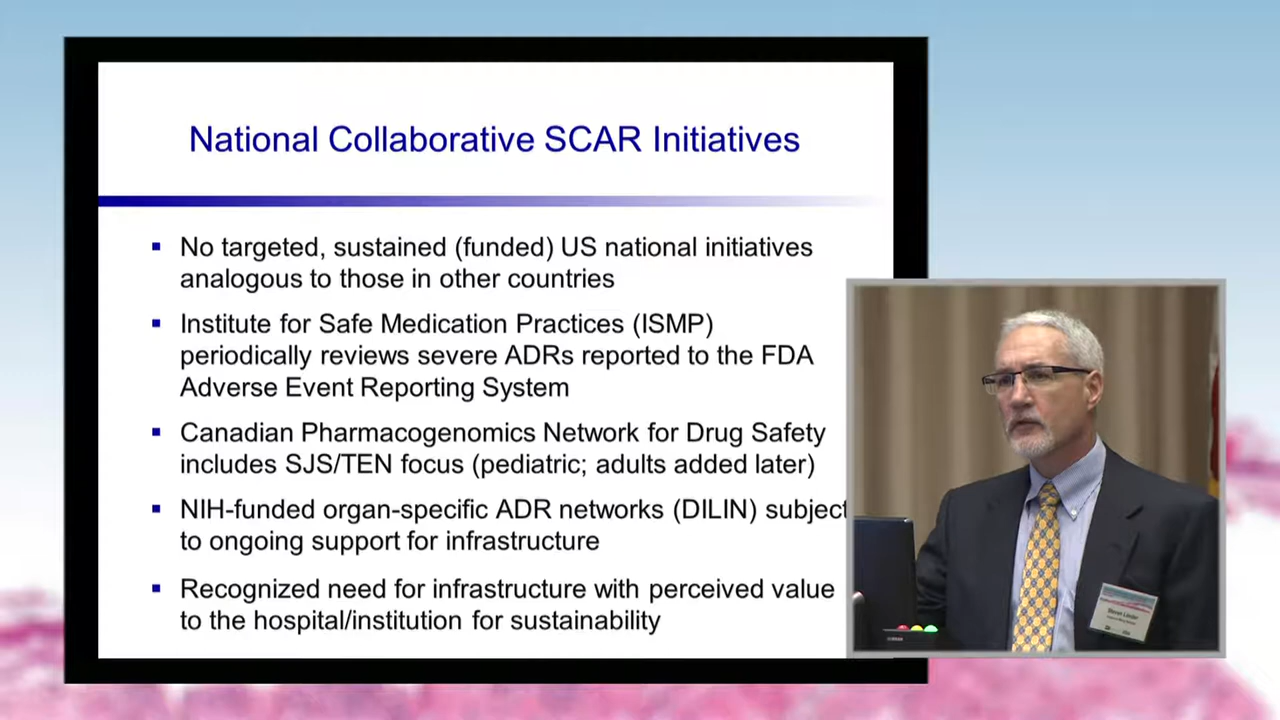 National Collaborative SCAR Initiatives
▪ No targeted, sustained (funded) US national initiatives
analogous to those in other countries
▪ Institute for Safe Medication Practices (ISMP)
periodically reviews severe ADRs reported to the FDA
Adverse Event Reporting System
▪ Canadian Pharmacogenomics Network for Drug Safety
includes SJS/TEN focus (pediatric; adults added later)
▪ NIH-funded organ-specific ADR networks (DILIN) subject
to ongoing support for infrastructure
▪ Recognized need for infrastructure with perceived value
to the hospital/institution for sustainability